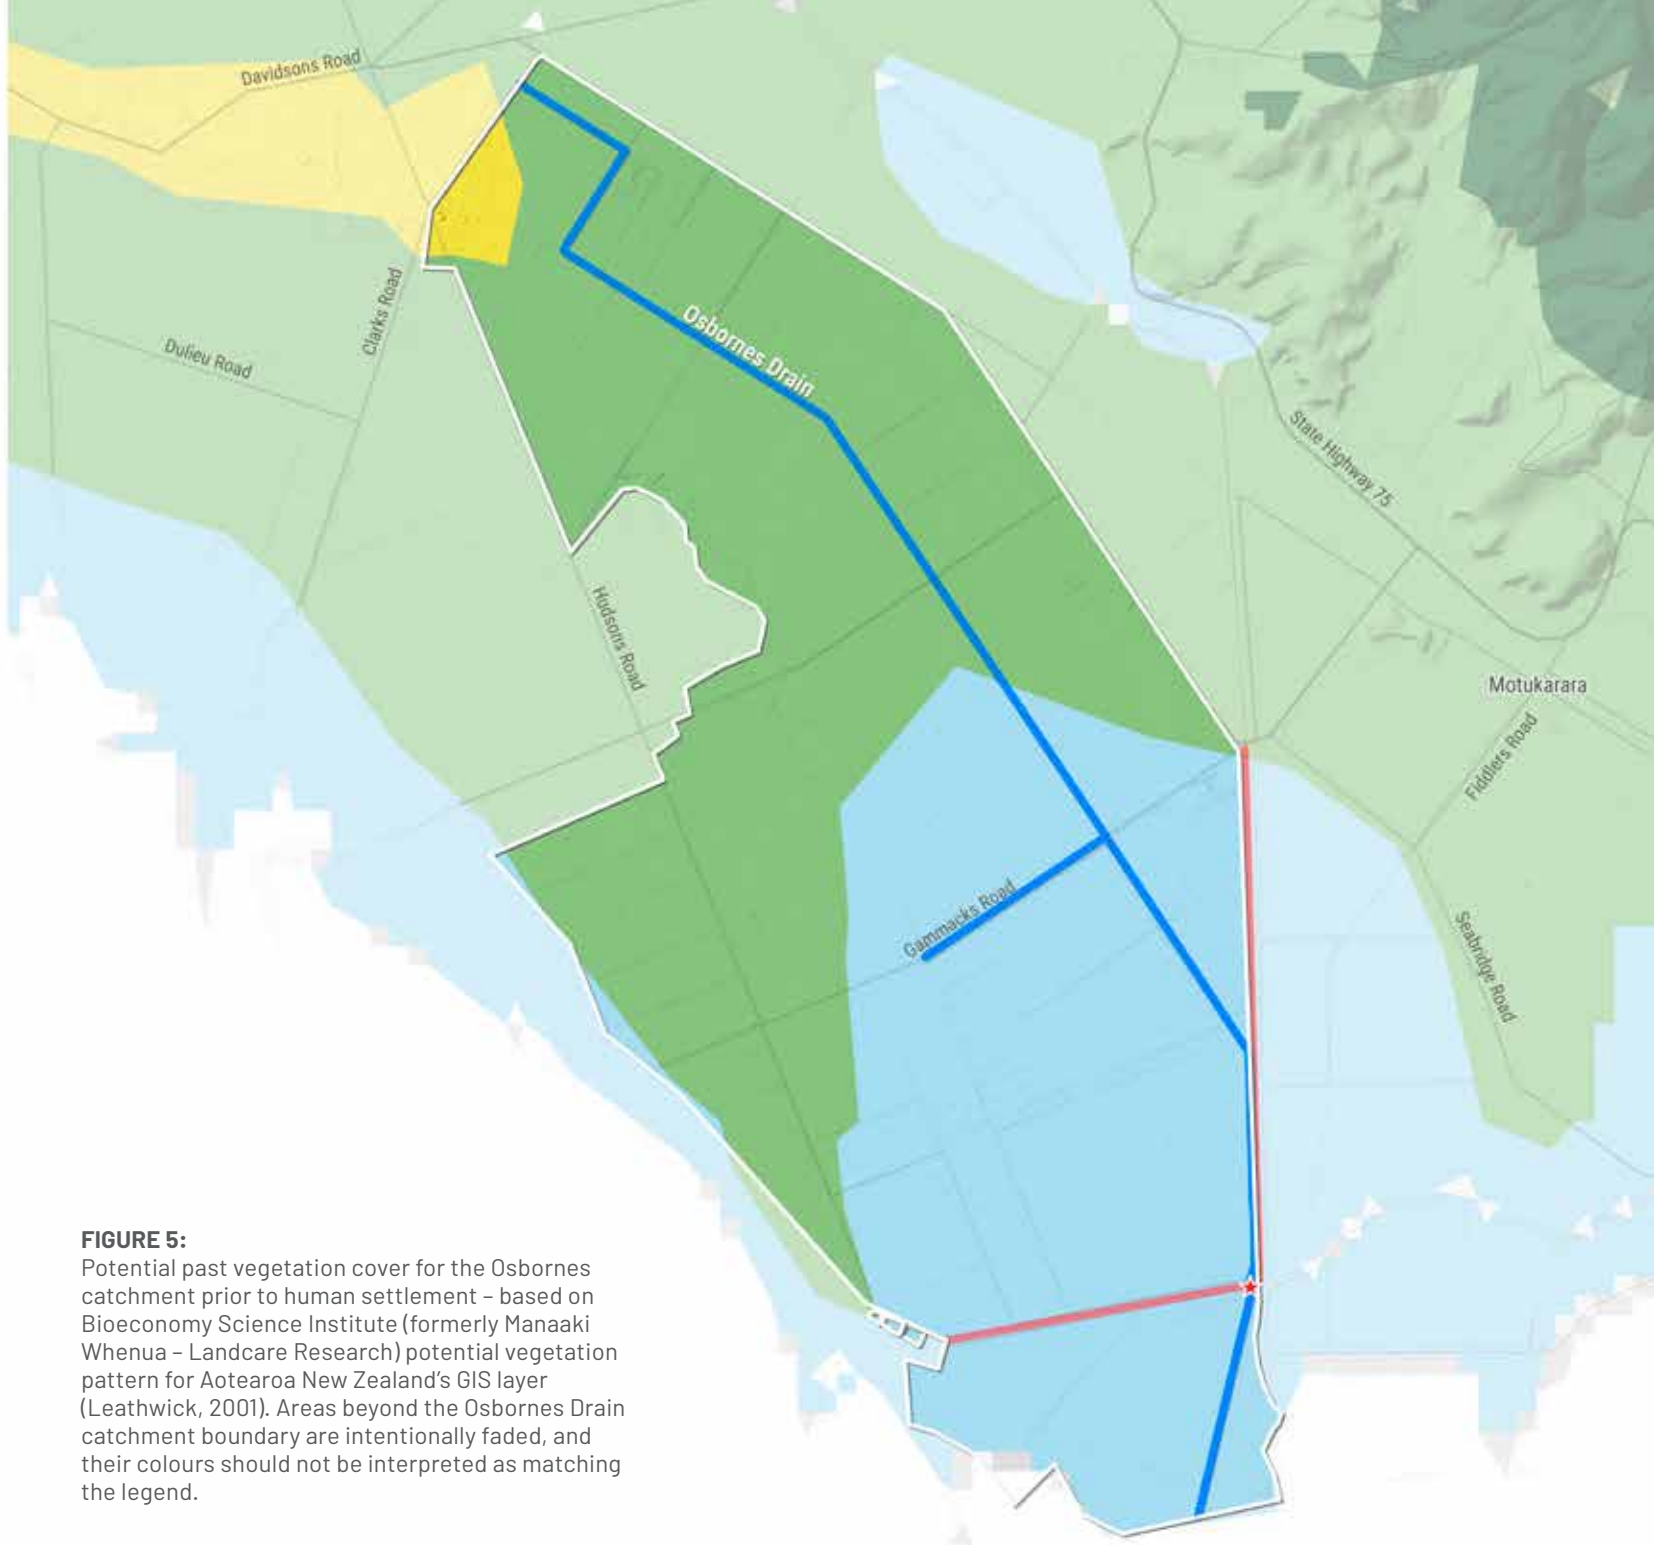 Davidsons Road
Clarks Road
Dulieu Road
Osbornes Drain
State Highway 75
Hudsons Road
Motukarara
Fiddlers Road
Gammacks Road
Seabridge Road
FIGURE 5:
Potential past vegetation cover for the Osbornes
catchment prior to human settlement – based on
Bioeconomy Science Institute (formerly Manaaki
Whenua – Landcare Research) potential vegetation
pattern for Aotearoa New Zealand's GIS layer
(Leathwick, 2001). Areas beyond the Osbornes Drain
catchment boundary are intentionally faded, and
their colours should not be interpreted as matching
the legend.